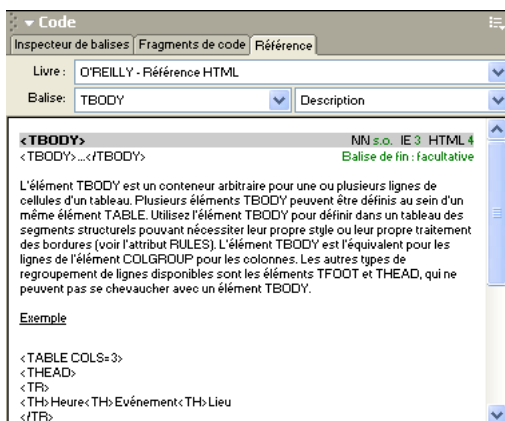 Code
Inspecteur de balises Fragments de code Référence
Livre : O'REILLY - Référence HTML
Balise: TBODY Description
<TBODY> NN s.o. IE 3 HTML 4
<TBODY>...</TBODY> Balise de fin : facultative
L'élément TBODY est un conteneur arbitraire pour une ou plusieurs lignes de
cellules d'un tableau. Plusieurs éléments TBODY peuvent être définis au sein d'un
même élément TABLE. Utilisez l'élément TBODY pour définir dans un tableau des
segments structurels pouvant nécessiter leur propre style ou leur propre traitement
des bordures (voir l'attribut RULES). L'élément TBODY est l'équivalent pour les
lignes de l'élément COLGROUP pour les colonnes. Les autres types de
regroupement de lignes disponibles sont les éléments TFOOT et THEAD, qui ne
peuvent pas se chevaucher avec un élément TBODY.
Exemple
<TABLE COLS=3>
<THEAD>
<TR>
<TH>Heure<TH>Evénement<TH>Lieu
</TR>